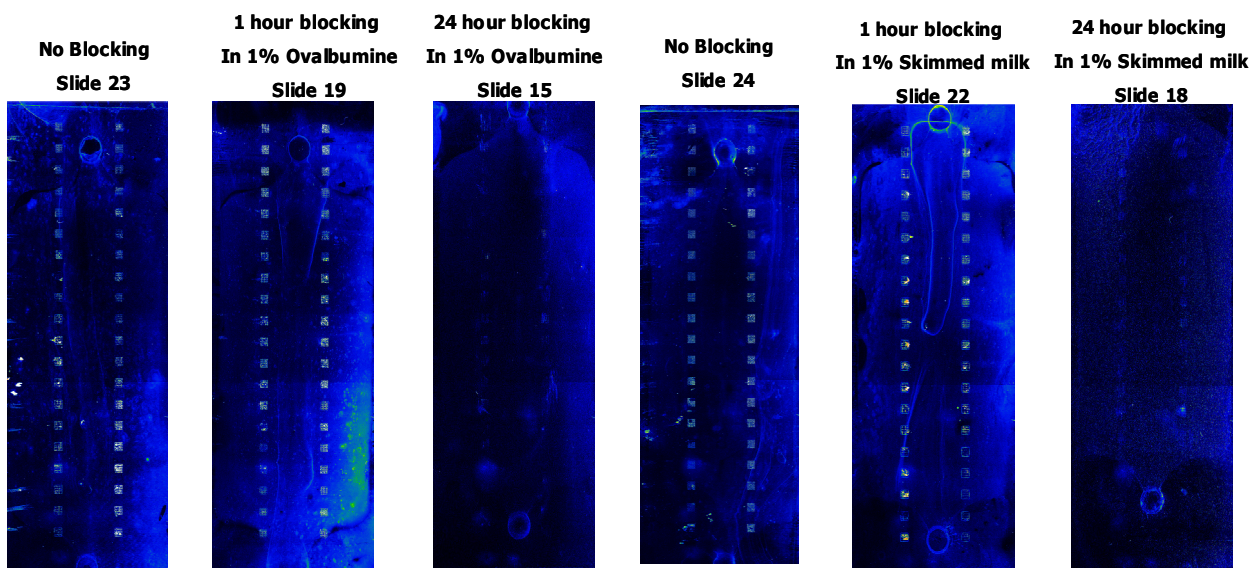 No Blocking
Slide 23
1 hour blocking
In 1% Ovalbumine
Slide 19
24 hour blocking
In 1% Ovalbumine
Slide 15
No Blocking
Slide 24
1 hour blocking
In 1% Skimmed milk
Slide 22
24 hour blocking
In 1% Skimmed milk
Slide 18